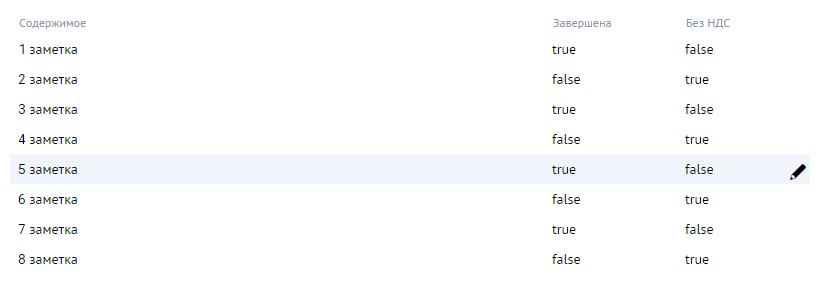 Содержимое Завершена Без НДС
1 заметка true false
2 заметка false true
3 заметка true false
4 заметка false true
5 заметка true false
6 заметка false true
7 заметка true false
8 заметка false true